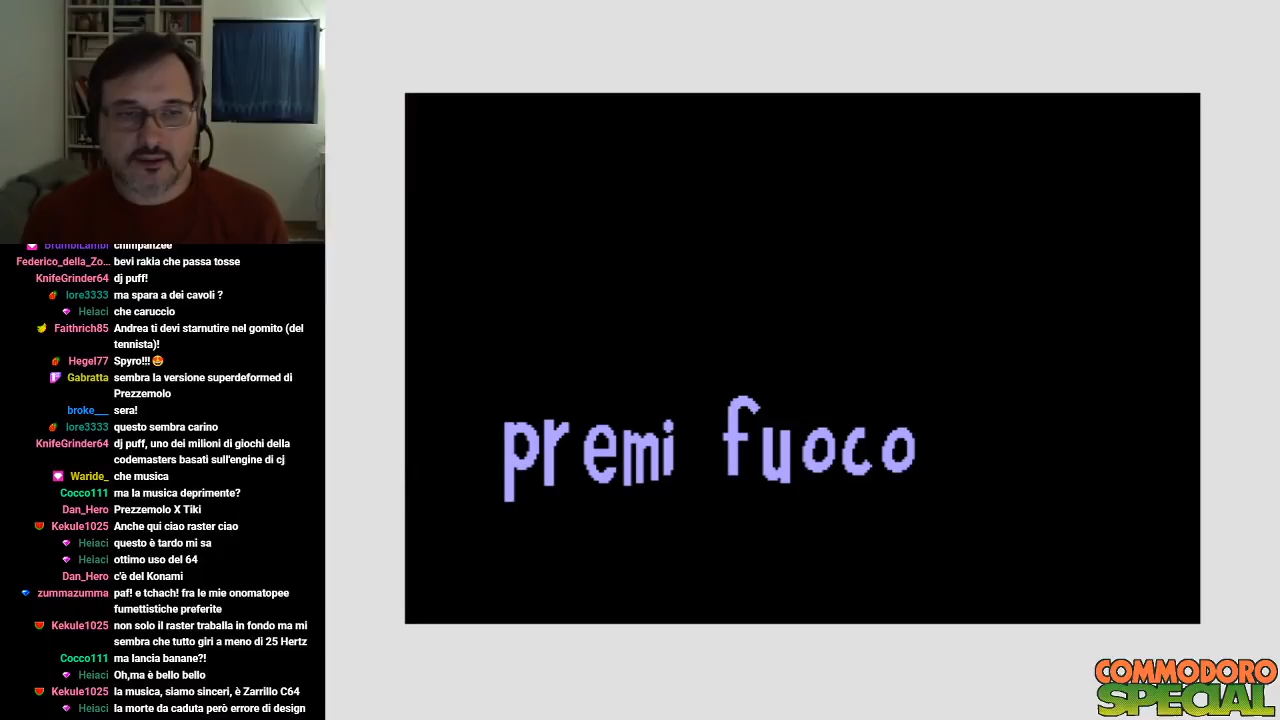 BrumbiLambi chimpanzee
Federico_della_Zo... bevi rakia che passa tosse
KnifeGrinder64 dj puff!
lore3333 ma spara a dei cavoli ?
Heiaci che caruccio
Faithrich85 Andrea ti devi starnutire nel gomito (del
tennista)!
Hegel77 Spyro!!!🤩
Gabratta sembra la versione superdeformed di
Prezzemolo
broke___ sera!
lore3333 questo sembra carino
KnifeGrinder64 dj puff, uno dei milioni di giochi della
codemasters basati sull'engine di cj
Waride_ che musica
Cocco111 ma la musica deprimente?
Dan_Hero Prezzemolo X Tiki
Kekule1025 Anche qui ciao raster ciao
Heiaci questo è tardo mi sa
Heiaci ottimo uso del 64
Dan_Hero c'è del Konami
zummazumma paf! e tchach! fra le mie onomatopee
fumettistiche preferite
Kekule1025 non solo il raster traballa in fondo ma mi
sembra che tutto giri a meno di 25 Hertz
Cocco111 ma lancia banane?!
Heiaci Oh,ma è bello bello
Kekule1025 la musica, siamo sinceri, è Zarrillo C64
Heiaci la morte da caduta però errore di design
premi fuoco
COMMODORO
SPECIAL